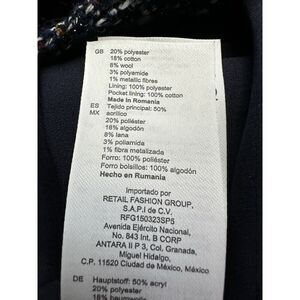 GB 20% polyester
18% cotton
8% wool
3% polyamide
1% metallic fibres
Lining: 100% polyester
Pocket lining: 100% cotton
Made in Romania
ES Tejido principal: 50%
MX acrílico
20% poliéster
18% algodón
8% lana
3% poliamida
1% fibra metalizada
Forro: 100% poliéster
Forro bolsillos: 100% algodón
Hecho en Rumania
Importado por
RETAIL FASHION GROUP,
S.A.P.I de C.V.
RFG150323SP5
Avenida Ejército Nacional,
No. 843 Int. B CORP
ANTARA II P 3, Col. Granada,
Miguel Hidalgo,
C.P. 11520 Ciudad de México, México
DE Hauptstoff: 50% acryl
20% polyester
18% baumwolle